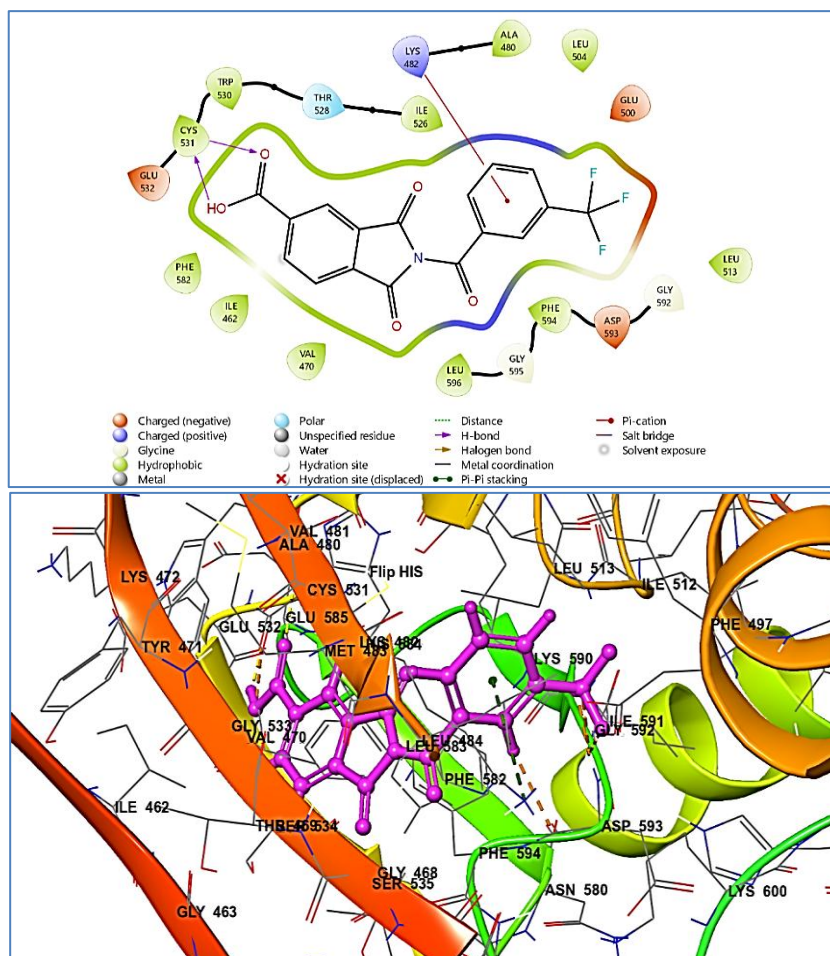 LYS
482
ALA
480
LEU
504
TRP
530
THR
528
ILE
526
GLU
500
CYS
531
GLU
532
O
HO
O
O
N
O
F
F
F
PHE
582
ILE
462
VAL
470
LEU
596
GLY
595
PHE
594
ASP
593
GLY
592
LEU
513
Charged (negative)
Charged (positive)
Glycine
Hydrophobic
Metal
Polar
Unspecified residue
Water
Hydration site
Hydration site (displaced)
Distance
H-bond
Halogen bond
Metal coordination
Pi-Pi stacking
Pi-cation
Salt bridge
Solvent exposure
VAL 481
ALA 480
LYS 472
CYS 531
Flip HIS
LEU 513
ILE 512
GLU 532
GLU 585
PHE 497
TYR 471
MET 483
LYS 590
GLY 533
VAL 470
ILE 591
GLY 592
LEU 484
LEU 583
PHE 582
ILE 462
ASP 593
PHE 594
GLY 468
SER 535
ASN 580
LYS 600
GLY 463